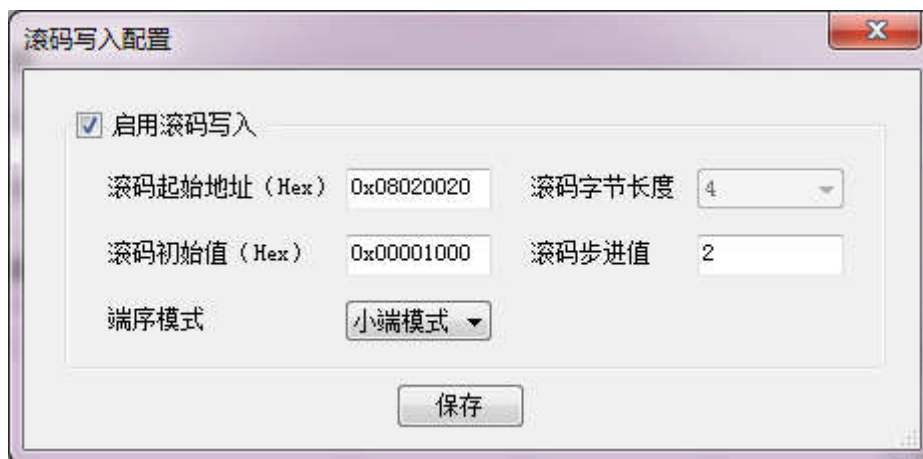 滚码写入配置
启用滚码写入
滚码起始地址（Hex） 0x08020020 滚码字节长度 4
滚码初始值（Hex） 0x00001000 滚码步进值 2
端序模式 小端模式
保存